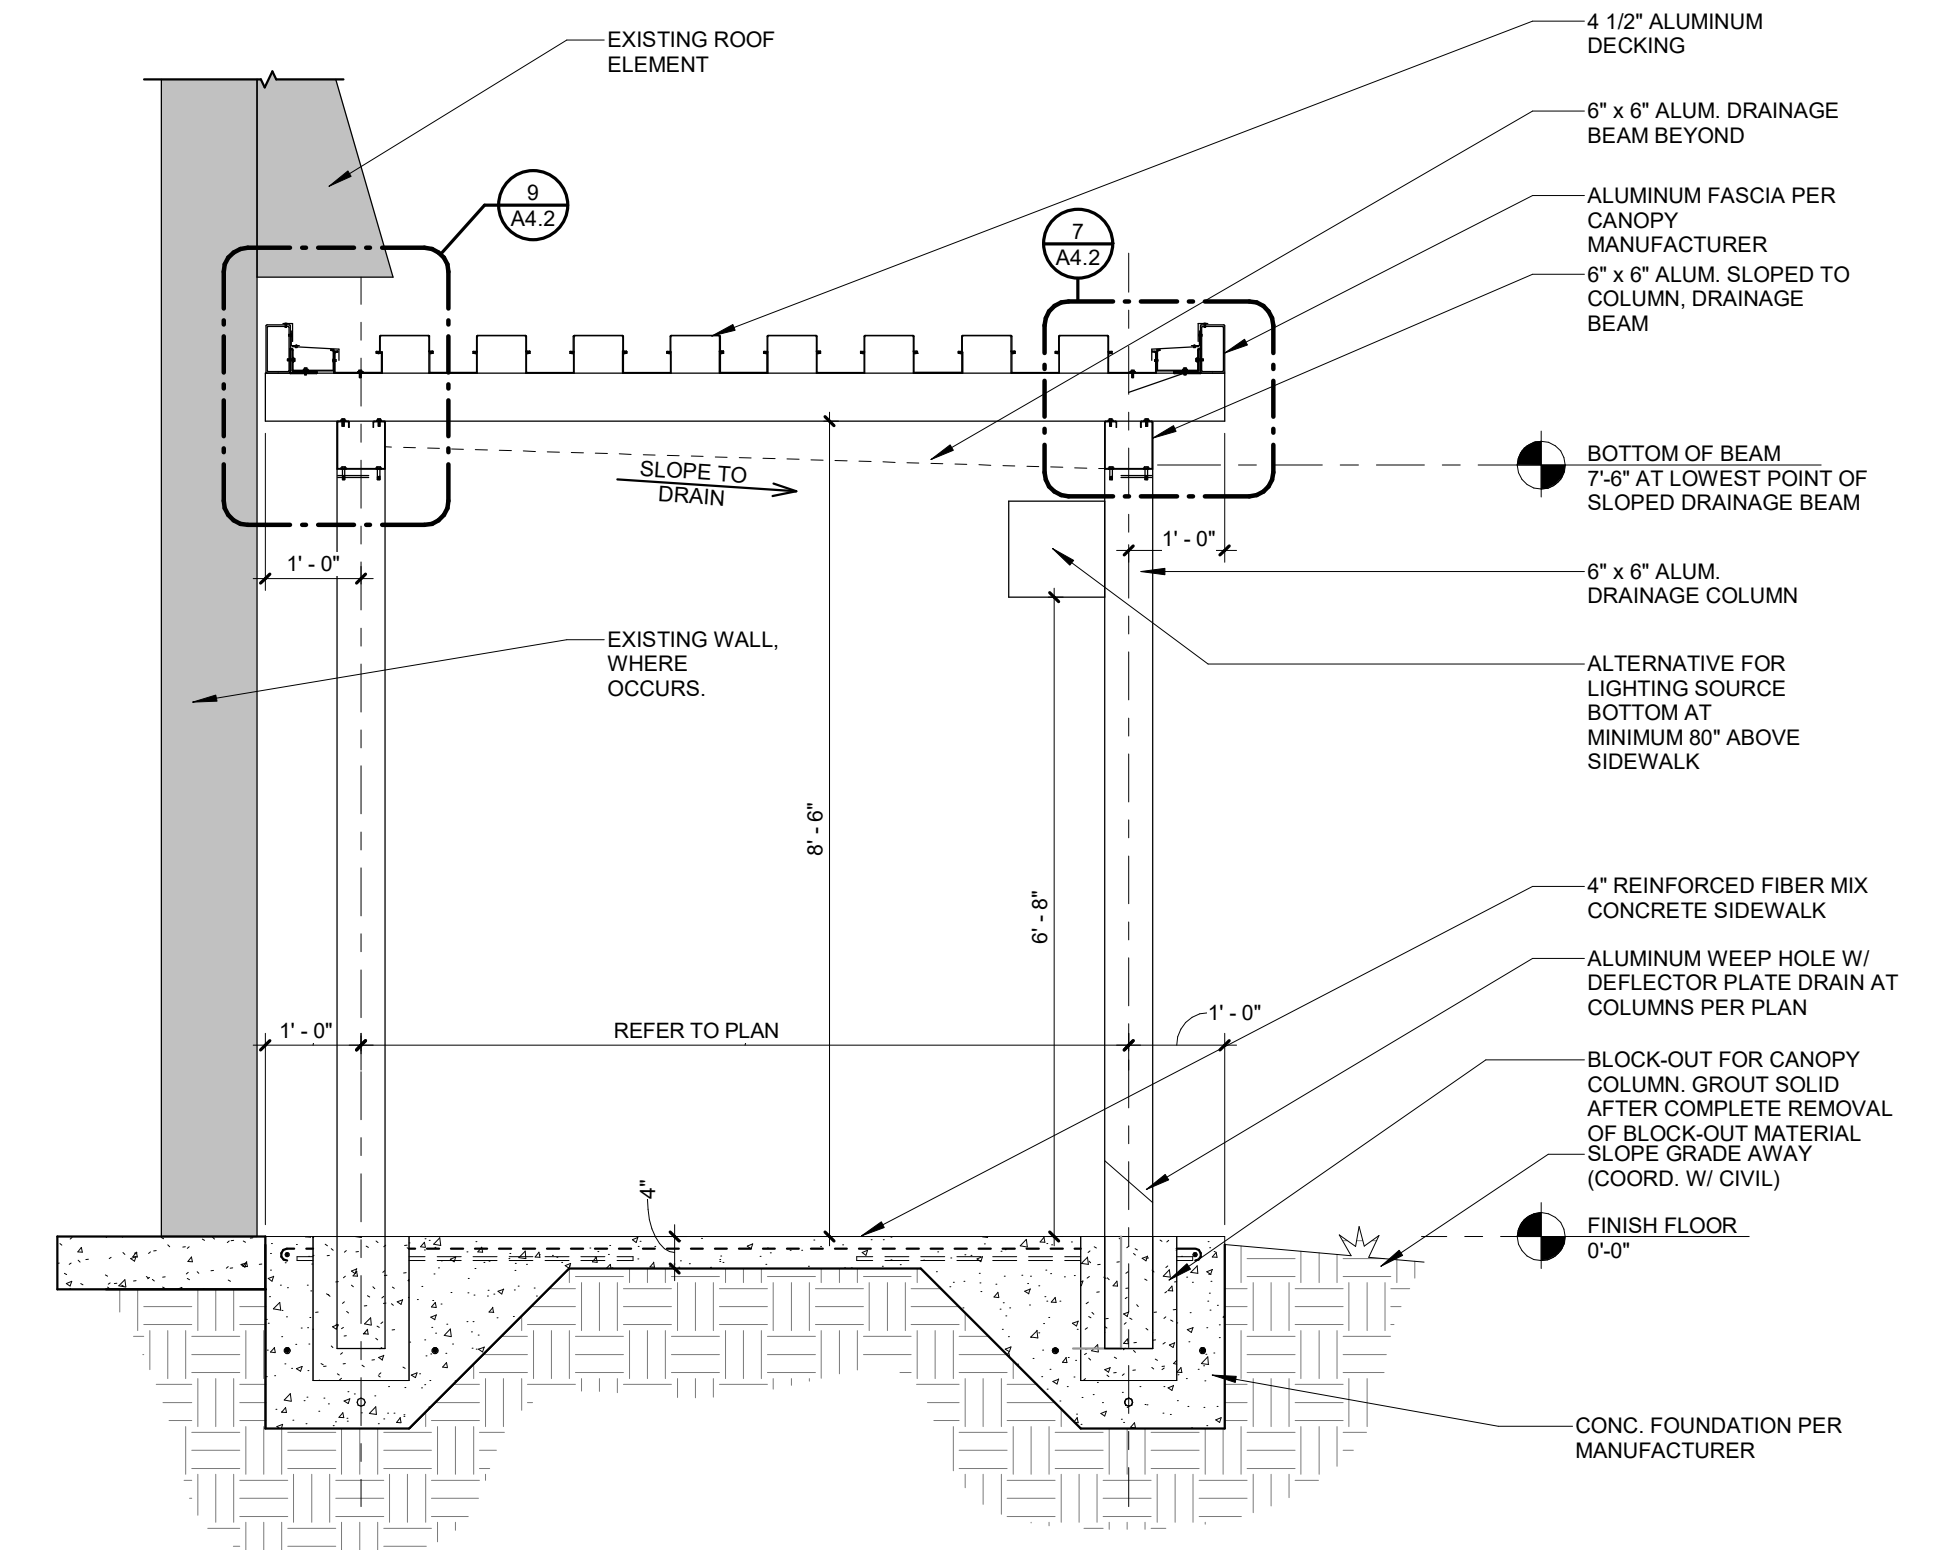 EXISTING ROOF
ELEMENT
9
A4.2
7
A4.2
4 1/2" ALUMINUM
DECKING
6" x 6" ALUM. DRAINAGE
BEAM BEYOND
ALUMINUM FASCIA PER
CANOPY
MANUFACTURER
6" x 6" ALUM. SLOPED TO
COLUMN, DRAINAGE
BEAM
SLOPE TO
DRAIN
BOTTOM OF BEAM
7'-6" AT LOWEST POINT OF
SLOPED DRAINAGE BEAM
1' - 0"
1' - 0"
6" x 6" ALUM.
DRAINAGE COLUMN
EXISTING WALL,
WHERE
OCCURS.
ALTERNATIVE FOR
LIGHTING SOURCE
BOTTOM AT
MINIMUM 80" ABOVE
SIDEWALK
8' - 6"
6' - 8"
4" REINFORCED FIBER MIX
CONCRETE SIDEWALK
ALUMINUM WEEP HOLE W/
DEFLECTOR PLATE DRAIN AT
COLUMNS PER PLAN
1' - 0"
REFER TO PLAN
1' - 0"
BLOCK-OUT FOR CANOPY
COLUMN. GROUT SOLID
AFTER COMPLETE REMOVAL
OF BLOCK-OUT MATERIAL
SLOPE GRADE AWAY
(COORD. W/ CIVIL)
4"
FINISH FLOOR
0'-0"
CONC. FOUNDATION PER
MANUFACTURER